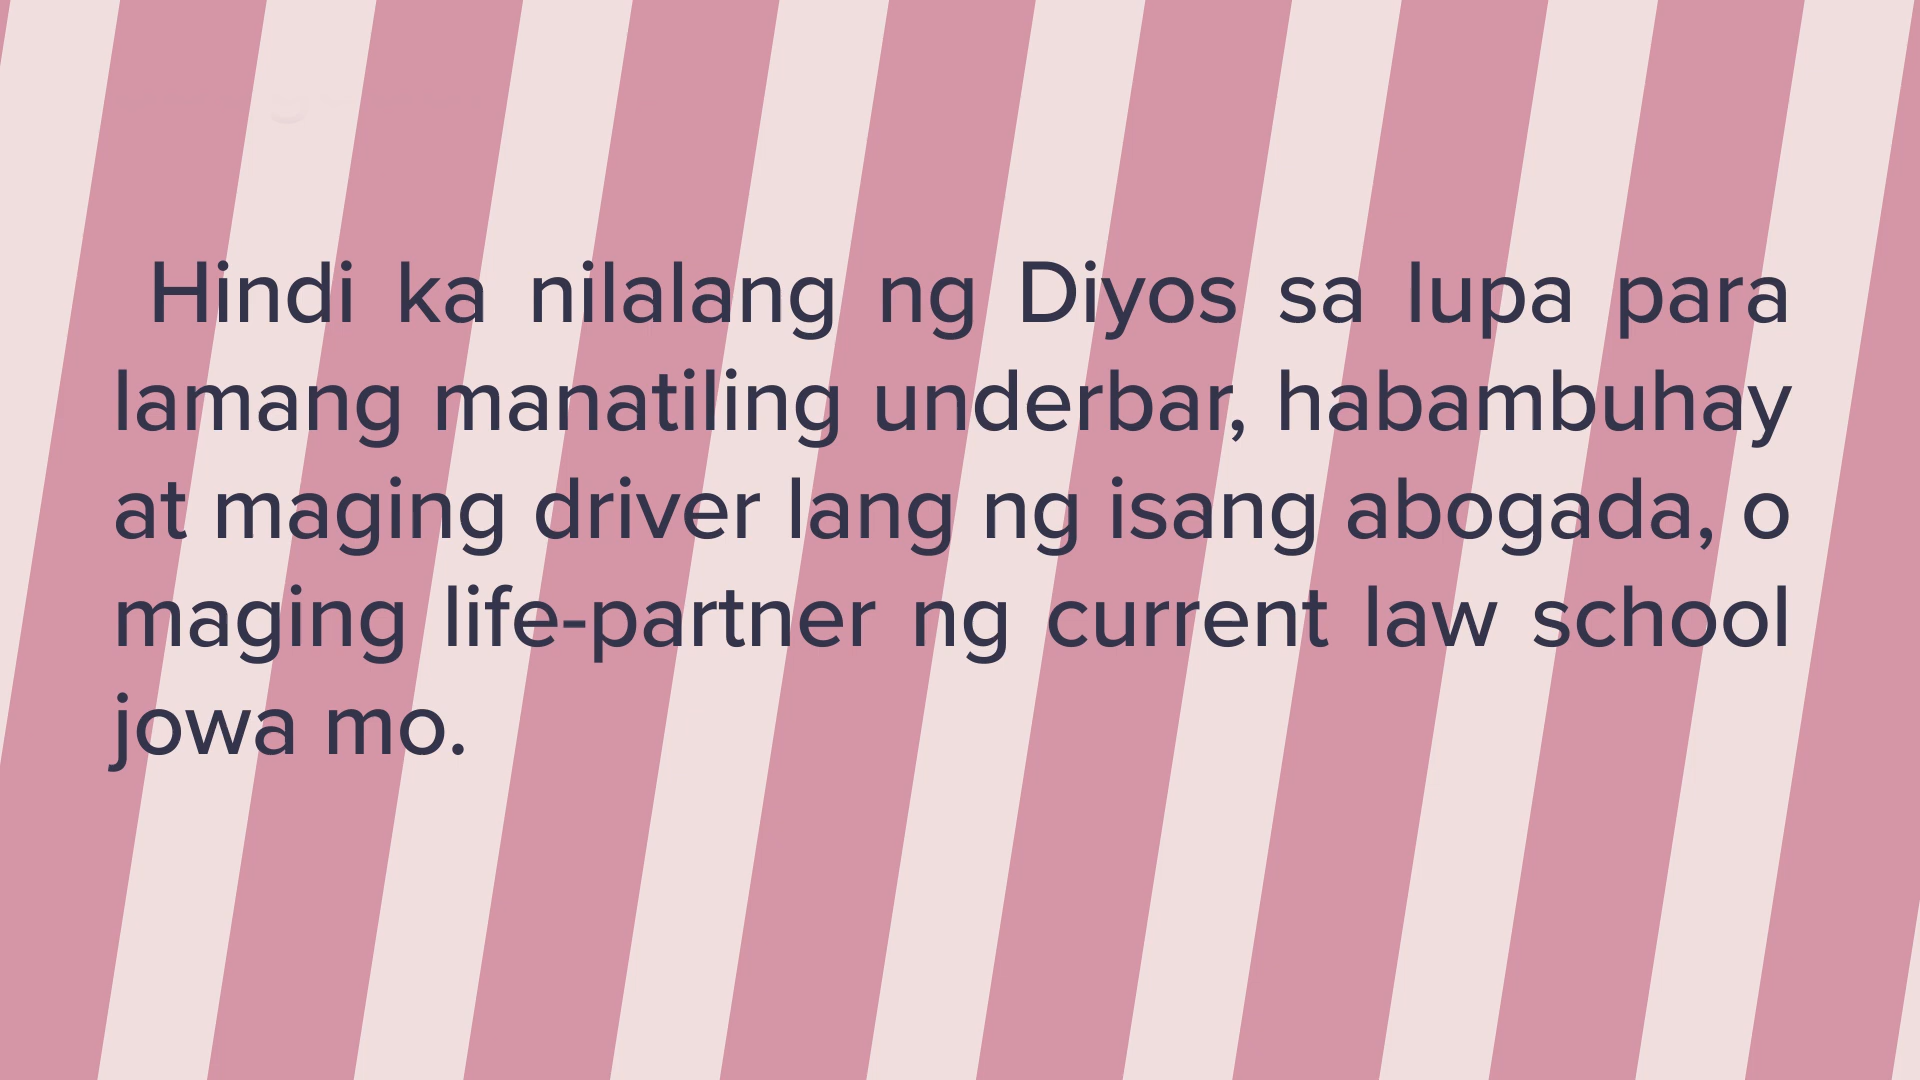 Hindi ka nilalang ng Diyos sa lupa para
lamang manatiling underbar, habambuhay
at maging driver lang ng isang abogada, o
maging life-partner ng current law school
jowa mo.